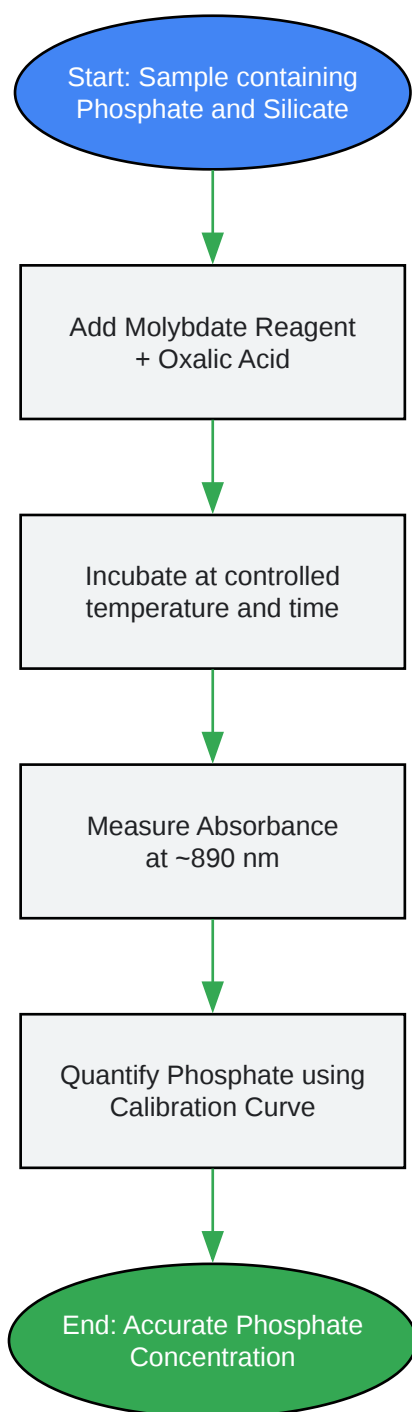 Start: Sample containing
Phosphate and Silicate
Add Molybdate Reagent
+ Oxalic Acid
Incubate at controlled
temperature and time
Measure Absorbance
at ~890 nm
Quantify Phosphate using
Calibration Curve
End: Accurate Phosphate
Concentration